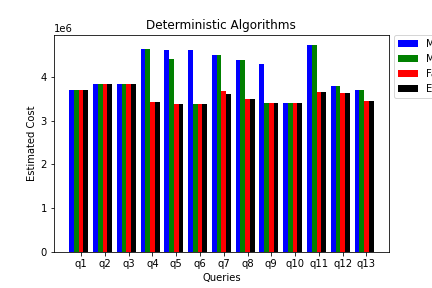 Deterministic Algorithms
1e6
Estimated Cost
4
3
2
1
0
q1 q2 q3 q4 q5 q6 q7 q8 q9 q10 q11 q12 q13
Queries